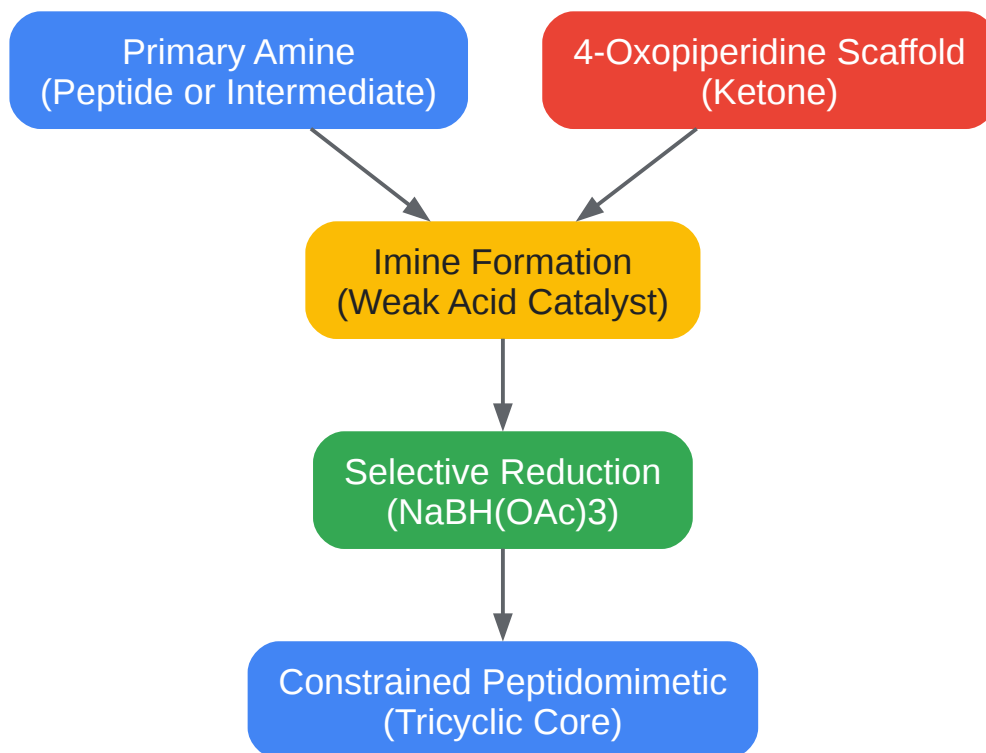 Primary Amine
(Peptide or Intermediate)
4-Oxopiperidine Scaffold
(Ketone)
Imine Formation
(Weak Acid Catalyst)
Selective Reduction
(NaBH(OAc)3)
Constrained Peptidomimetic
(Tricyclic Core)